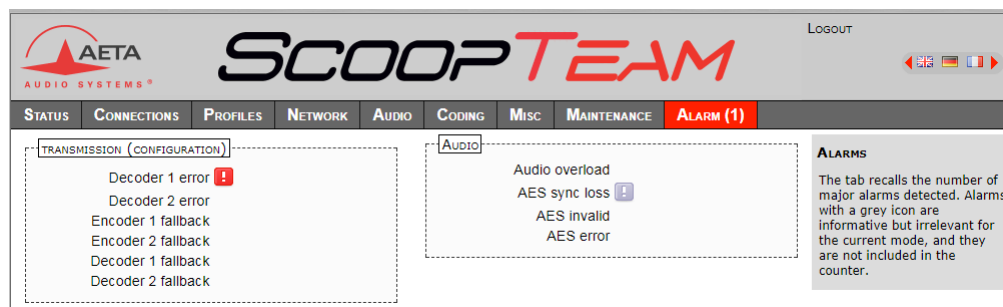 LOGOUT
AETA
AUDIO SYSTEMS®
SCOOPTEAM
STATUS CONNECTIONS PROFILES NETWORK AUDIO CODING MISC MAINTENANCE ALARM (1)
TRANSMISSION (CONFIGURATION)
Decoder 1 error !
Decoder 2 error
Encoder 1 fallback
Encoder 2 fallback
Decoder 1 fallback
Decoder 2 fallback
AUDIO
Audio overload
AES sync loss !
AES invalid
AES error
ALARMS
The tab recalls the number of
major alarms detected. Alarms
with a grey icon are
informative but irrelevant for
the current mode, and they
are not included in the
counter.